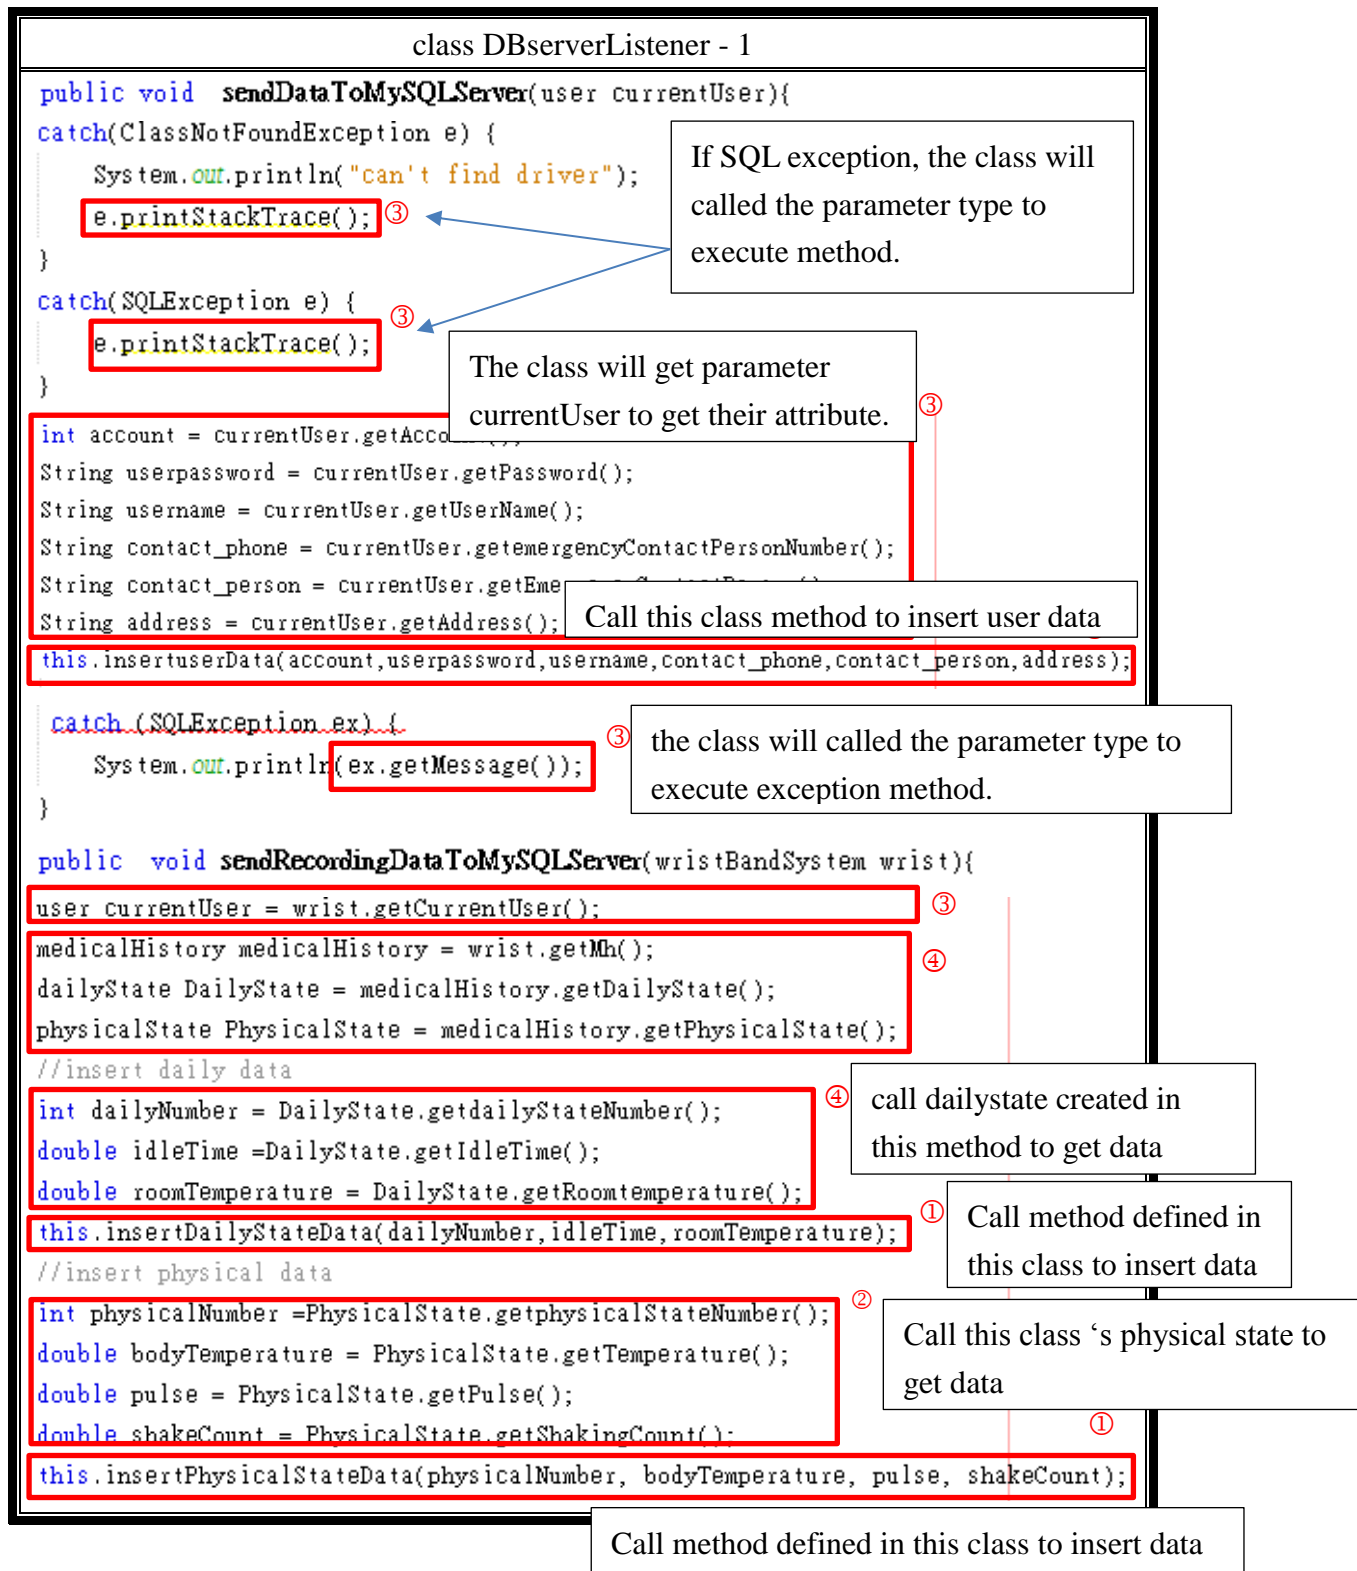 class DBserverListener - 1
public void sendDataToMySQLServer(user currentUser){
catch(ClassNotFoundException e) {
System.out.println("can't find driver");
e.printStackTrace(); ③
}
If SQL exception, the class will
called the parameter type to
execute method.
catch(SQLException e) {
③
e.printStackTrace();
}
The class will get parameter
currentUser to get their attribute.
③
int account = currentUser.
String userpassword = currentUser.getPassword();
String username = currentUser.getUserName();
String contact_phone = currentUser.getemergencyContactPersonNumber();
String contact_person = currentUser.
String address = currentUser.getAddress();
Call this class method to insert user data
this.insertuserData(account,userpassword,username,contact_phone,contact_person,address);
catch (SQLException ex) {
System.out.println(ex.getMessage());
}
③
the class will called the parameter type to
execute exception method.
public void sendRecordingDataToMySQLServer(wristBandSystem wrist){
user currentUser = wrist.getCurrentUser(); ③
medicalHistory medicalHistory = wrist.getMh();
④
dailyState DailyState = medicalHistory.getDailyState();
physicalState PhysicalState = medicalHistory.getPhysicalState();
//insert daily data
int dailyNumber = DailyState.getdailyStateNumber();
double idleTime =DailyState.getIdleTime();
double roomTemperature = DailyState.getRoomtemperature();
④
call dailystate created in
this method to get data
this.insertDailyStateData(dailyNumber,idleTime,roomTemperature);
①
Call method defined in
this class to insert data
//insert physical data
int physicalNumber =PhysicalState.getphysicalStateNumber();
double bodyTemperature = PhysicalState.getTemperature();
double pulse = PhysicalState.getPulse();
double shakeCount = PhysicalState.getShakingCount();
②
Call this class ‘s physical state to
get data
①
this.insertPhysicalStateData(physicalNumber, bodyTemperature, pulse, shakeCount);
Call method defined in this class to insert data